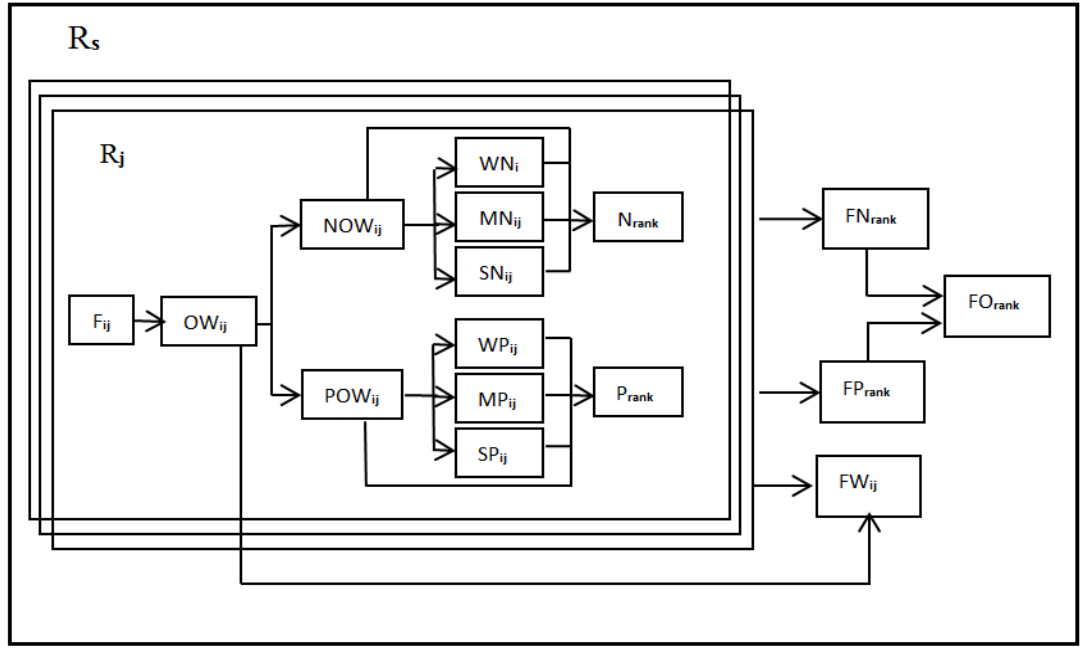 Rs
Rj
WNi
NOWij
MNij
Nrank
FNrank
SNij
Fij
OWij
FOrank
WPij
POWij
MPij
Prank
FPrank
SPij
FWij